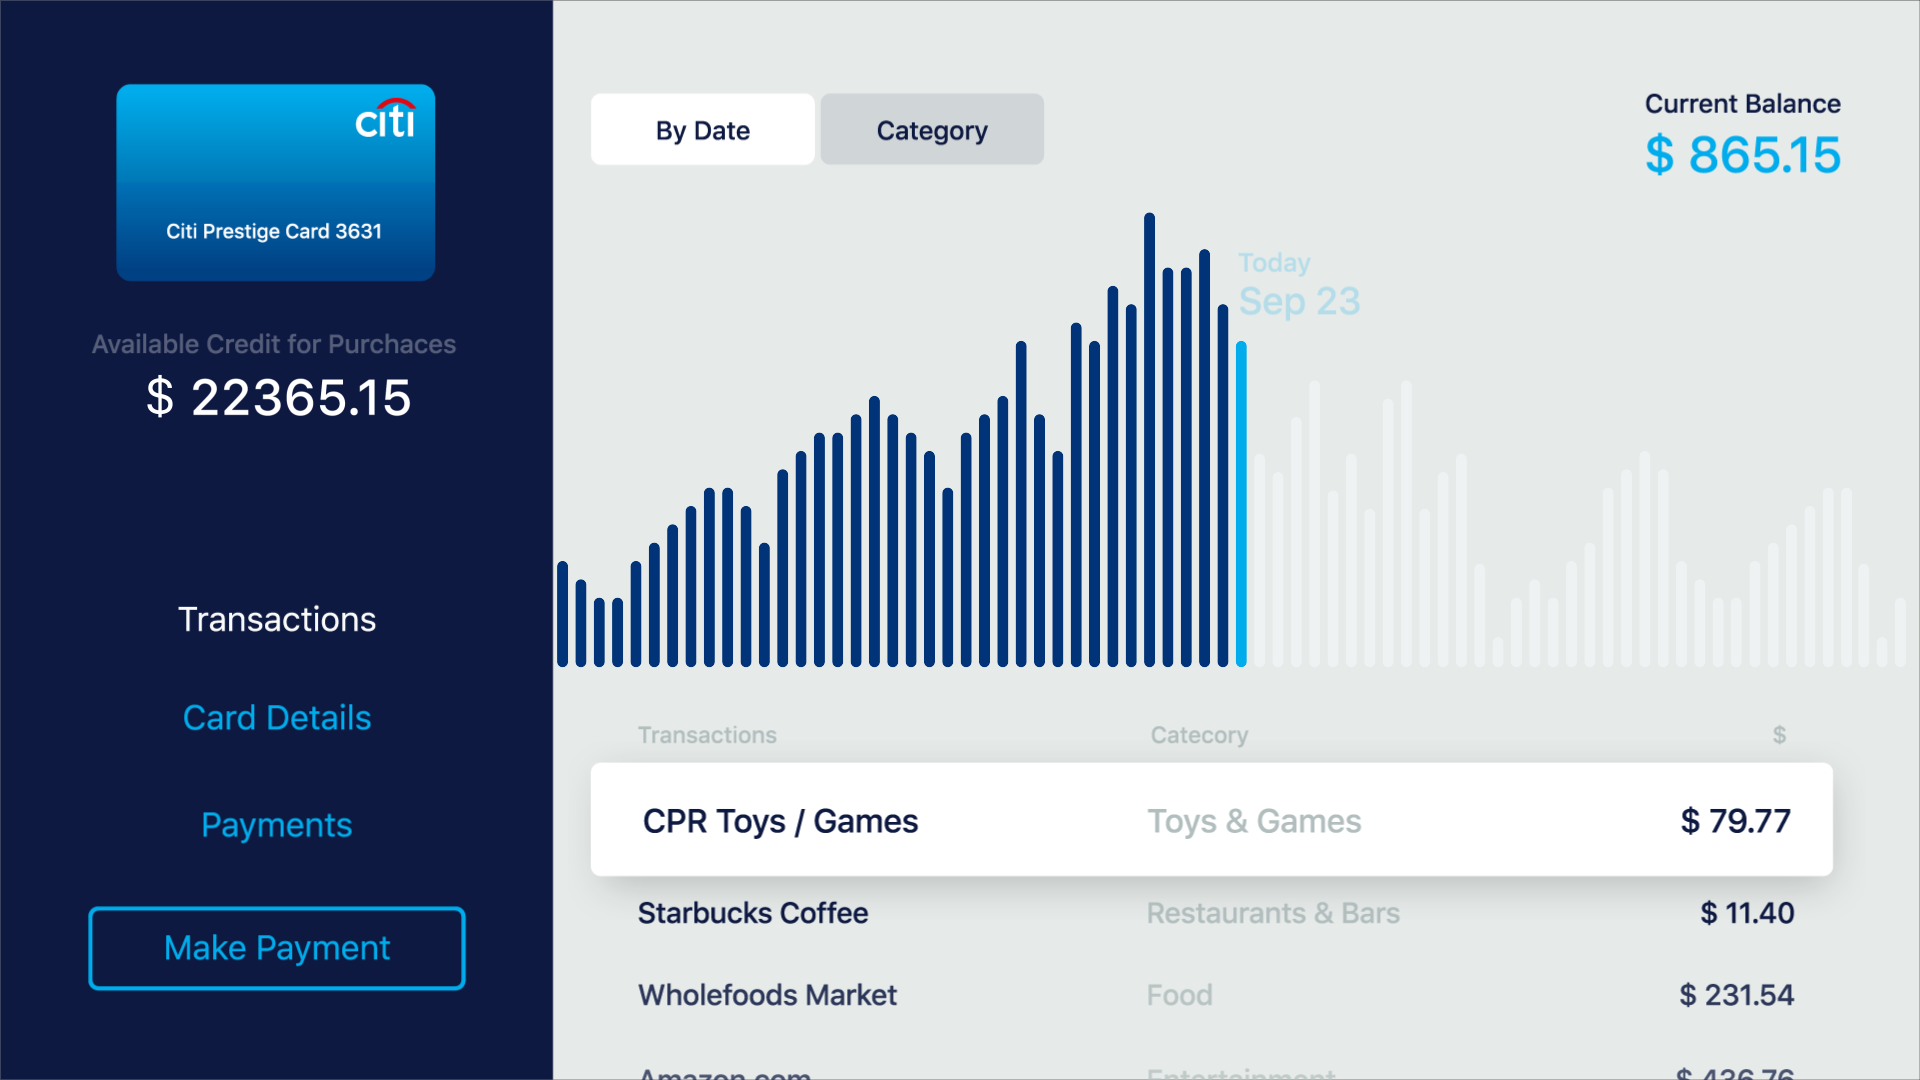 citi
Citi Prestige Card 3631
Available Credit for Purchaces
$ 22365.15
Transactions
Card Details
Payments
Make Payment
By Date
Category
Current Balance
$ 865.15
Today
Sep 23
Transactions Catecory $
CPR Toys / Games Toys & Games $ 79.77
Starbucks Coffee Restaurants & Bars $ 11.40
Wholefoods Market Food $ 231.54
Amazon.com Entertainment $ 436.76